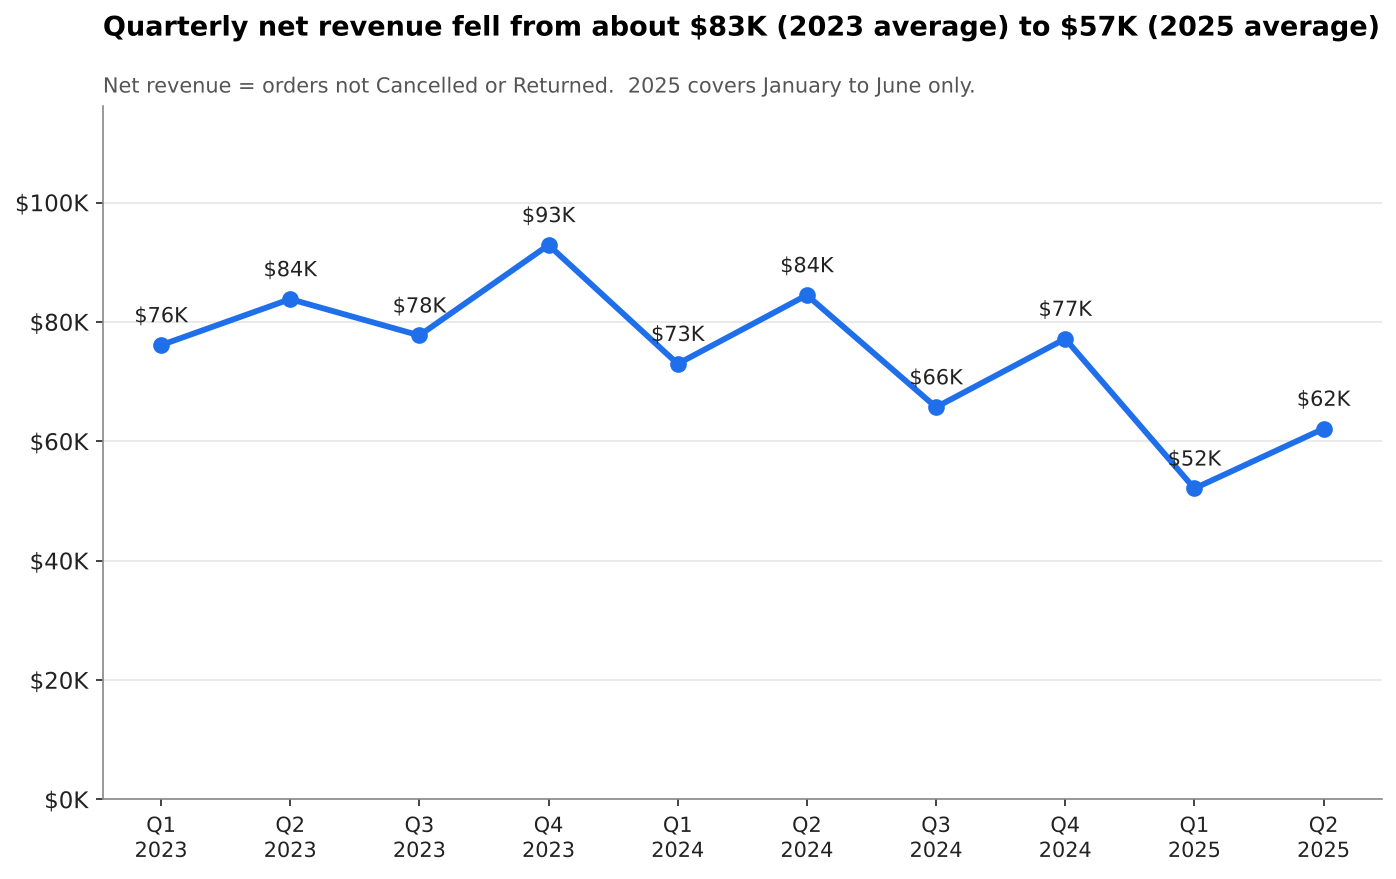 Quarterly net revenue fell from about $83K (2023 average) to $57K (2025 average)
Net revenue = orders not Cancelled or Returned.  2025 covers January to June only.
$100K
$80K
$60K
$40K
$20K
$0K
$76K
$84K
$78K
$93K
$73K
$84K
$66K
$77K
$52K
$62K
Q1
2023
Q2
2023
Q3
2023
Q4
2023
Q1
2024
Q2
2024
Q3
2024
Q4
2024
Q1
2025
Q2
2025